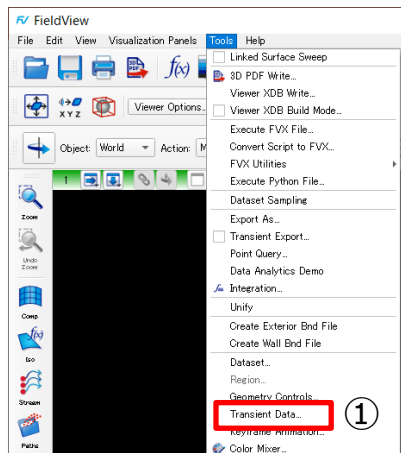 FieldView
File Edit View Visualization Panels Tools Help
Linked Surface Sweep
3D PDF Write...
Viewer XDB Write...
Viewer XDB Build Mode...
Execute FVX File...
Convert Script to FVX...
FVX Utilities
Execute Python File...
Dataset Sampling
Export As...
Transient Export...
Point Query...
Data Analytics Demo
Integration...
Unify
Create Exterior Bnd File
Create Wall Bnd File
Dataset...
Region...
Geometry Controls...
Transient Data...
①
Keyframe Animation...
Color Mixer...
3D PDF
f(x)
X Y Z
Viewer Options...
Object: World Action: M
1
Zoom
Undo Zoom
Comp
f(x)
Iso
Stream
Paths